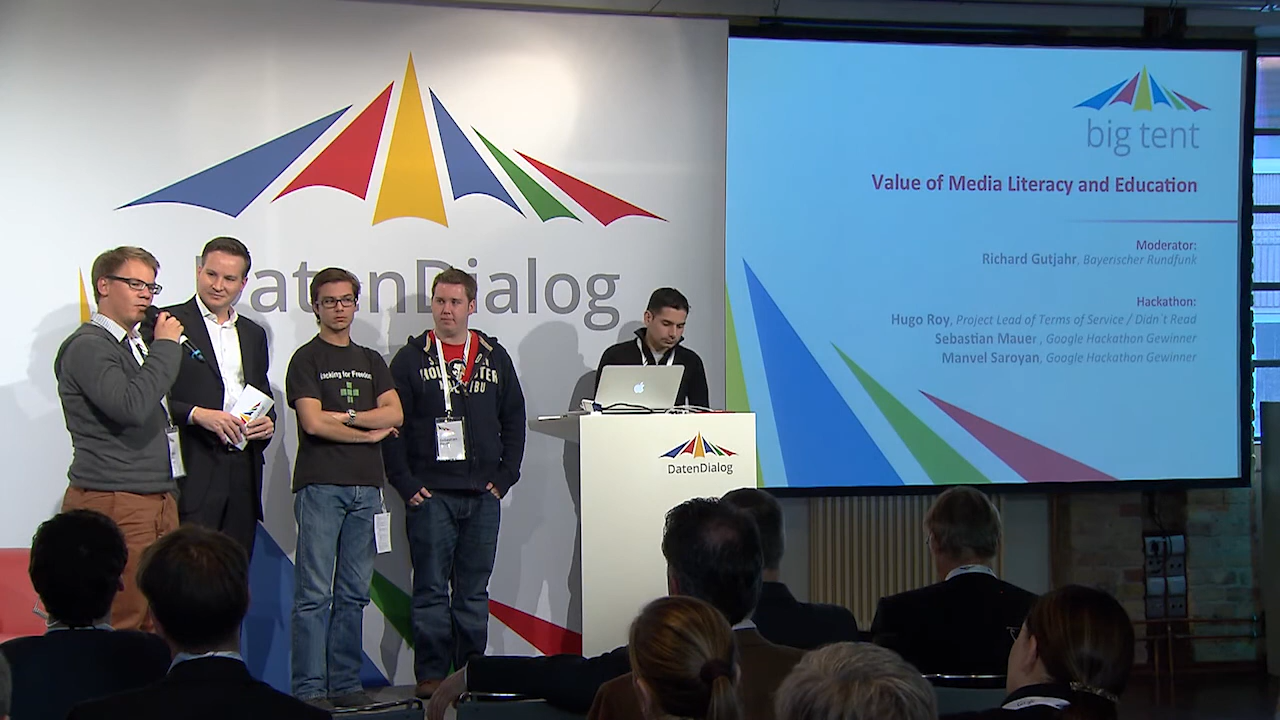 DatenDialog
big tent
Value of Media Literacy and Education
Moderator:
Richard Gutjahr, Bayerischer Rundfunk
Hackathon:
Hugo Roy, Project Lead of Terms of Service / Didn´t Read
Sebastian Mauer , Google Hackathon Gewinner
Manvel Saroyan, Google Hackathon Gewinner
DatenDialog